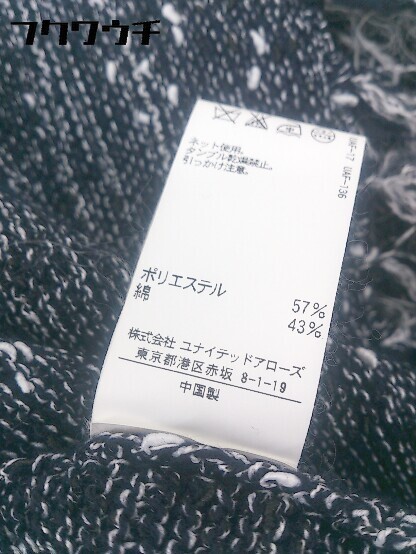 フクウウチ
ネット使用。
タンブル乾燥禁止。
引っかけ注意。
ポリエステル 57%
綿 43%
株式会社 ユナイテッドアローズ
東京都港区赤坂 8-1-19
中国製